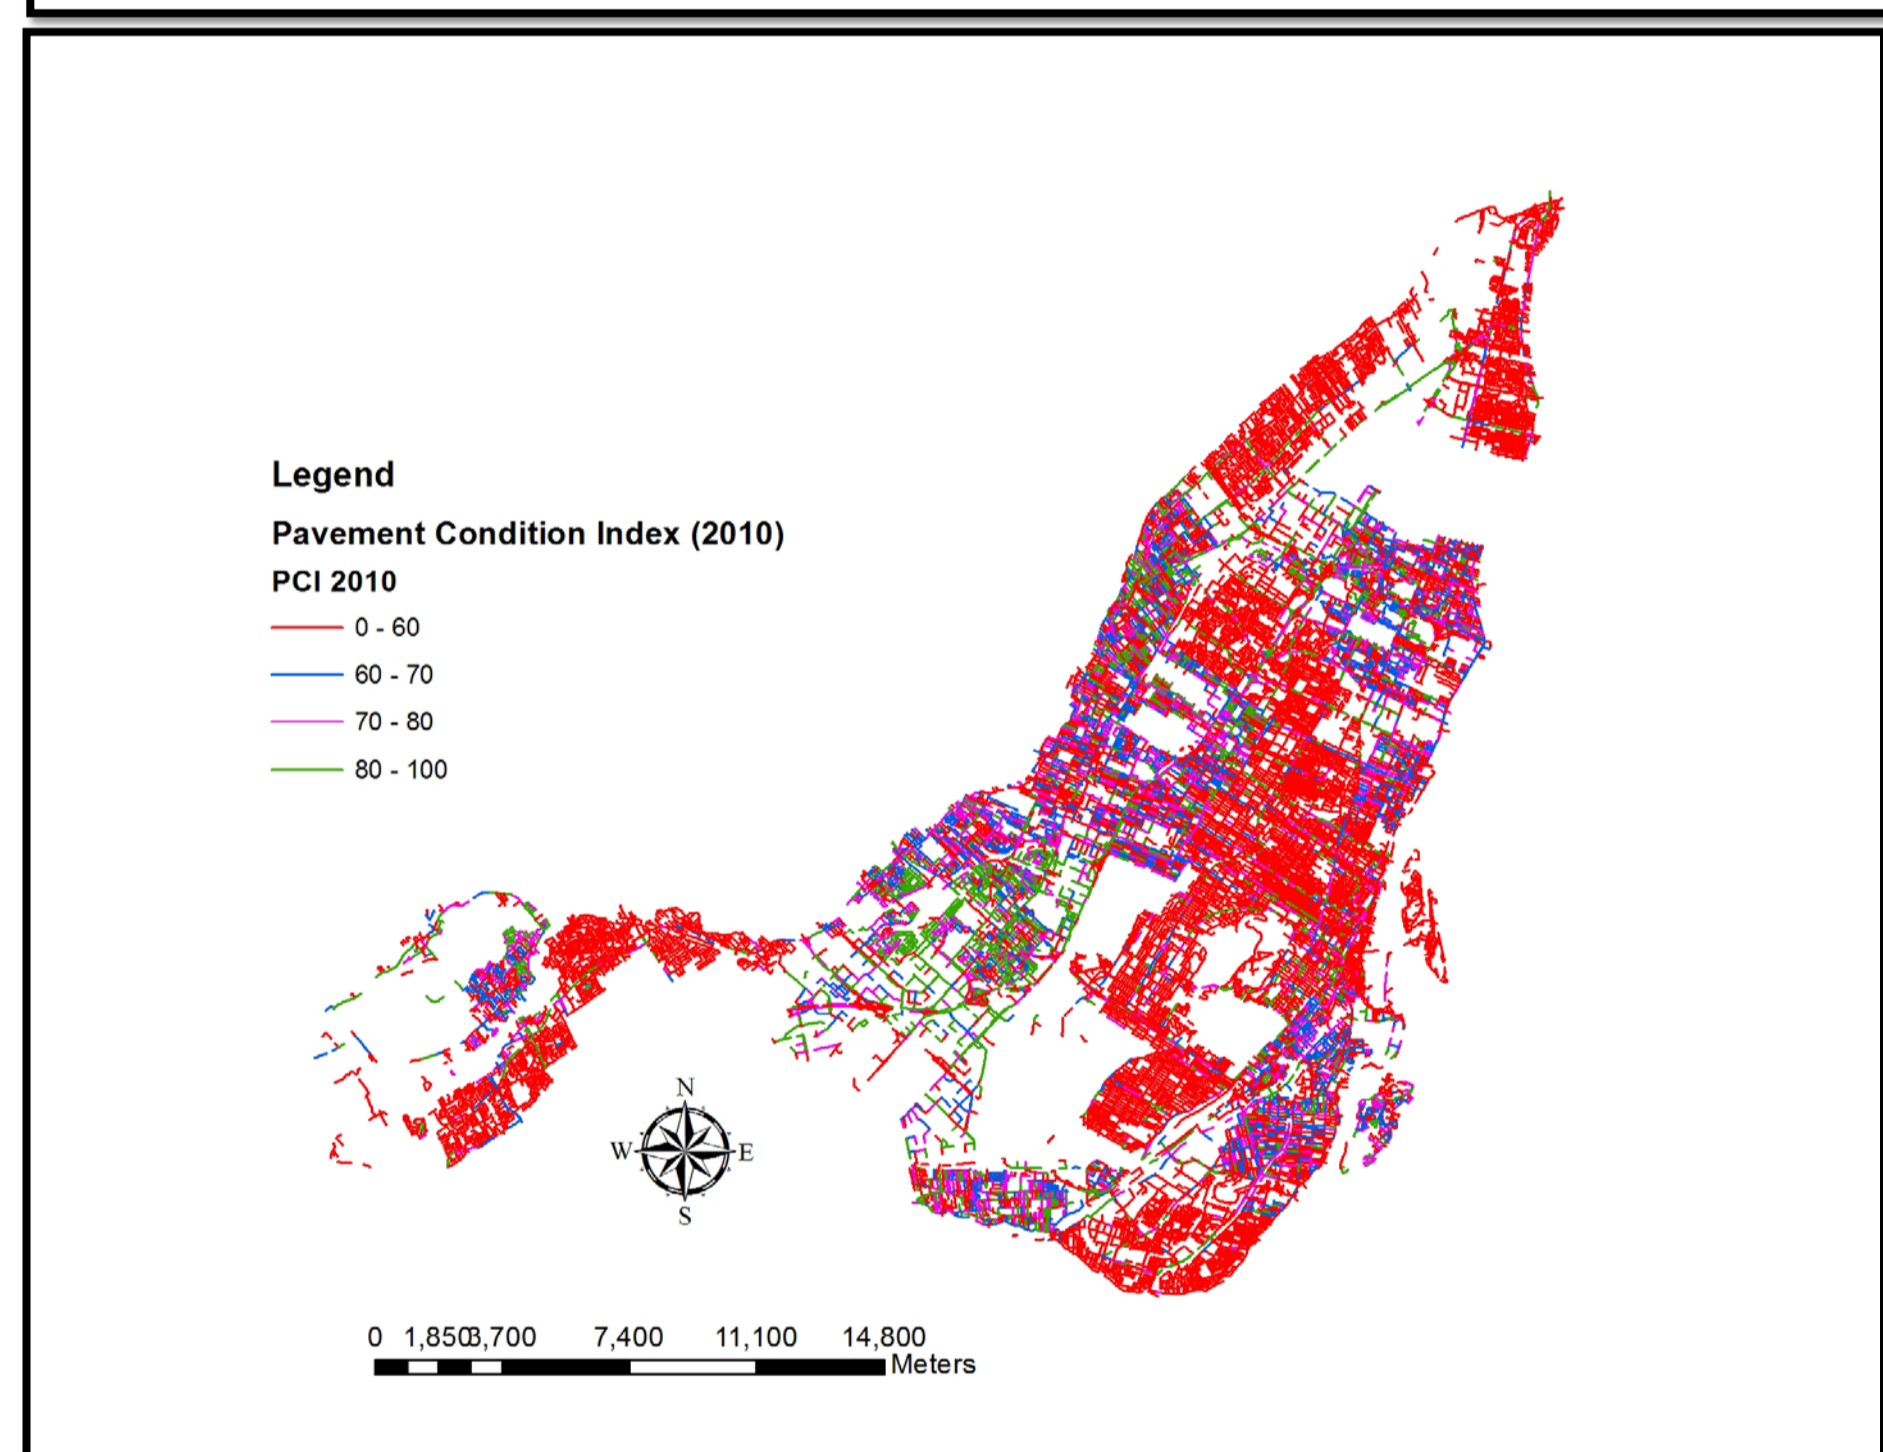 Legend
Pavement Condition Index (2010)
PCI 2010
0 - 60
60 - 70
70 - 80
80 - 100
N
W E
S
0 1,850 3,700 7,400 11,100 14,800
Meters